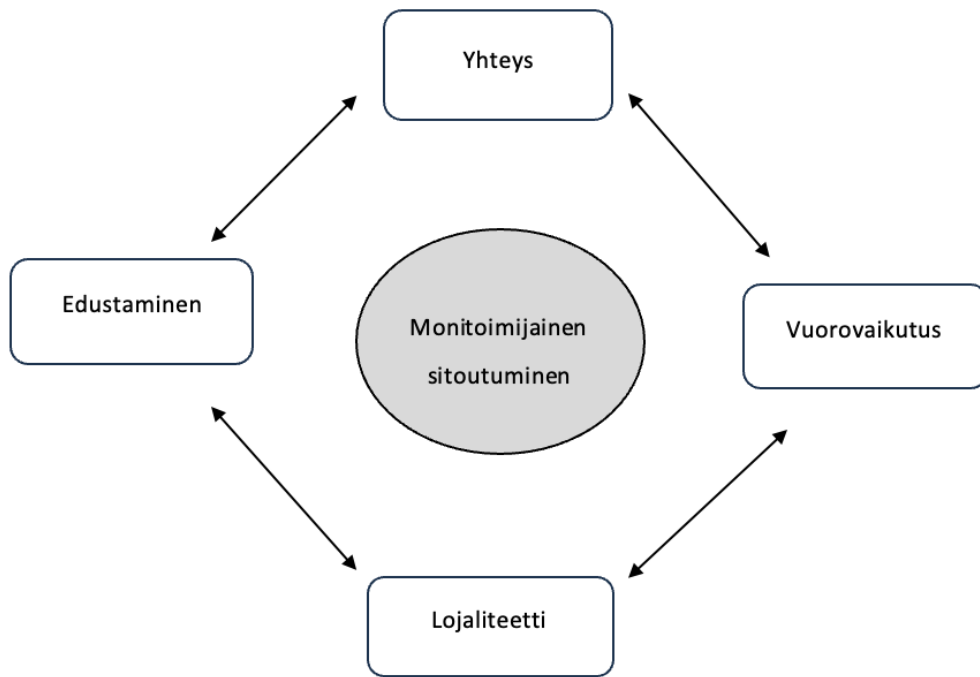 Yhteys
Edustaminen
Monitoimijainen
sitoutuminen
Vuorovaikutus
Lojaliteetti